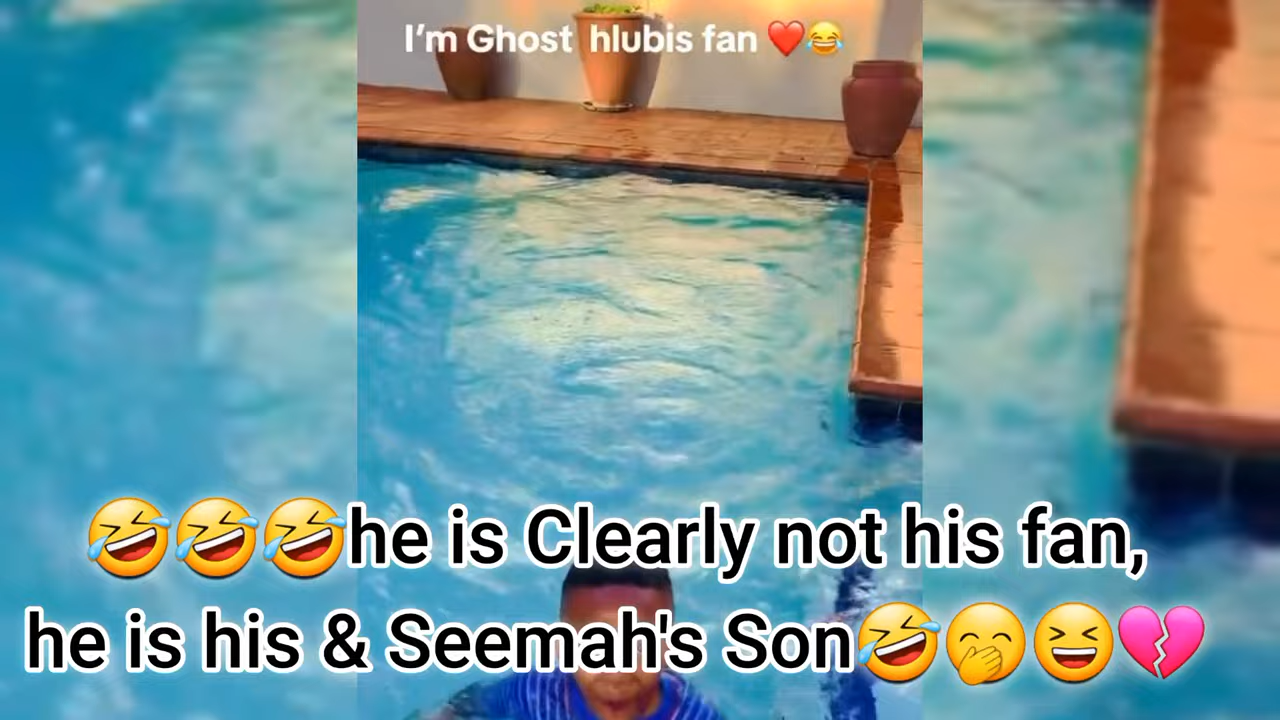 I'm Ghost hlubis fan ❤️😂
🤣🤣🤣he is Clearly not his fan,
he is his & Seemah's Son🤣🤭😆💔